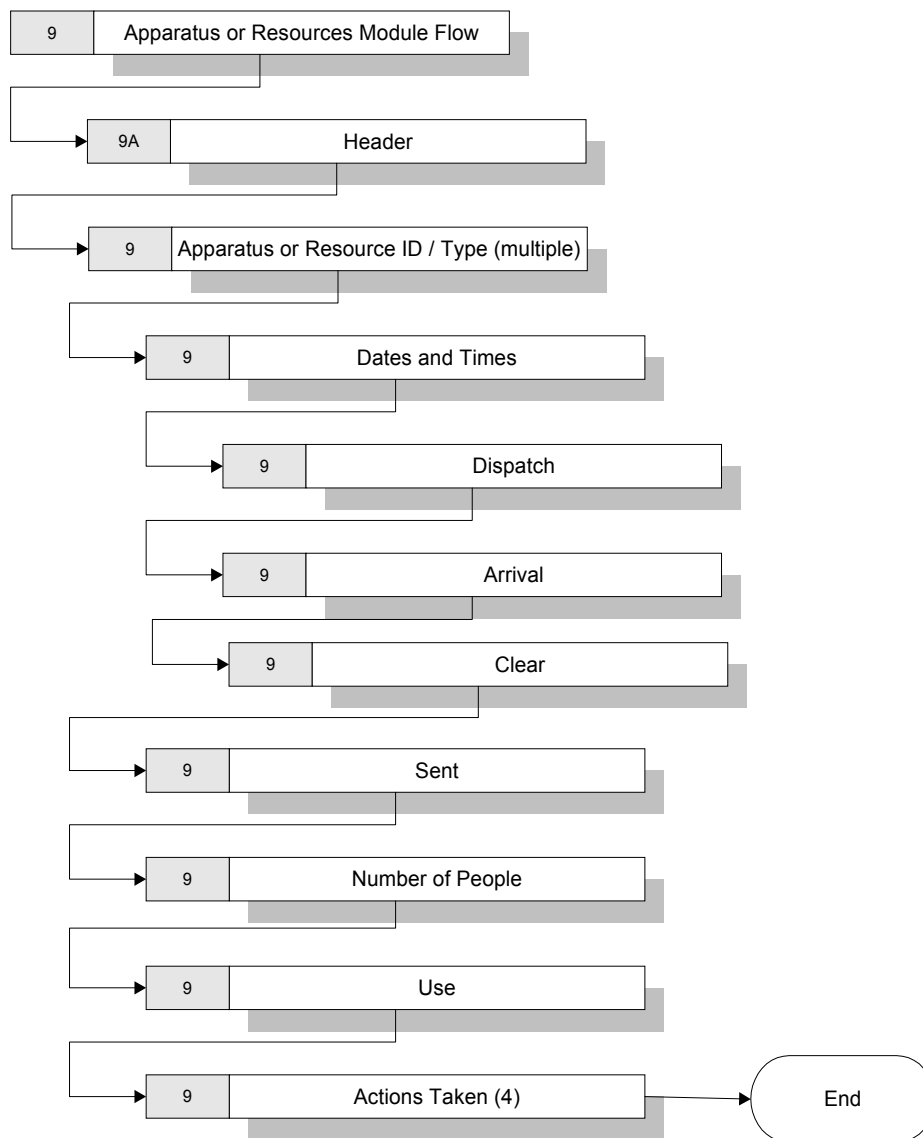 9 Apparatus or Resources Module Flow
9A Header
9 Apparatus or Resource ID / Type (multiple)
9 Dates and Times
9 Dispatch
9 Arrival
9 Clear
9 Sent
9 Number of People
9 Use
9 Actions Taken (4)
End